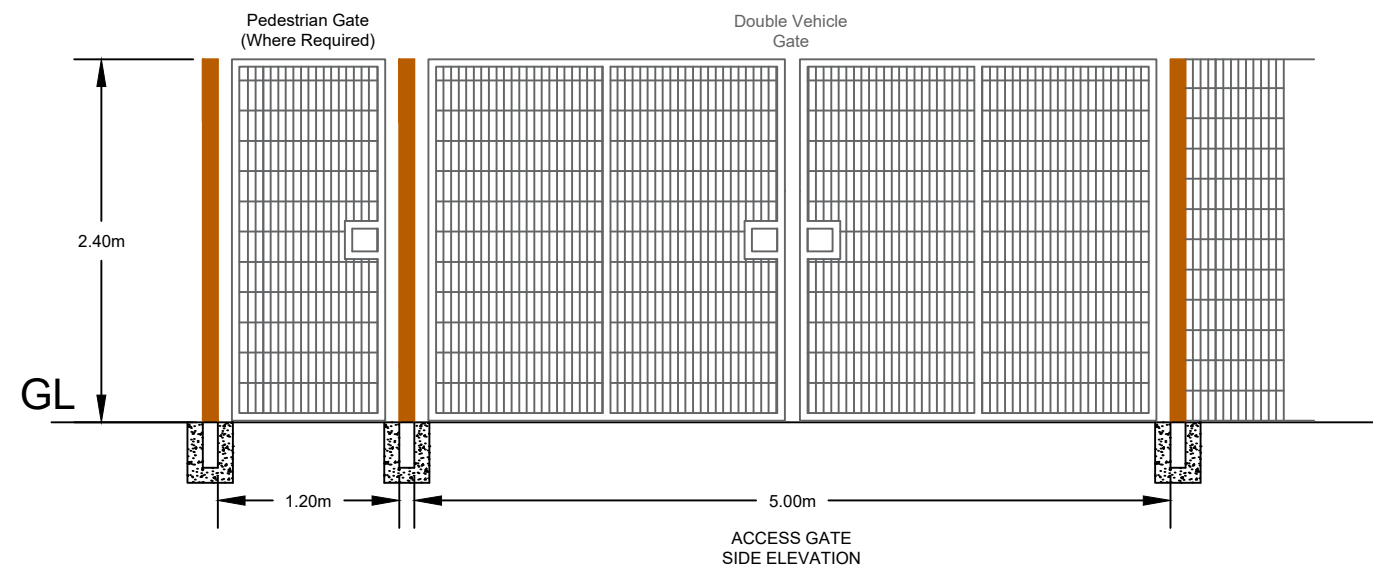 Pedestrian Gate
(Where Required)
Double Vehicle
Gate
2.40m
GL
1.20m
5.00m
ACCESS GATE
SIDE ELEVATION